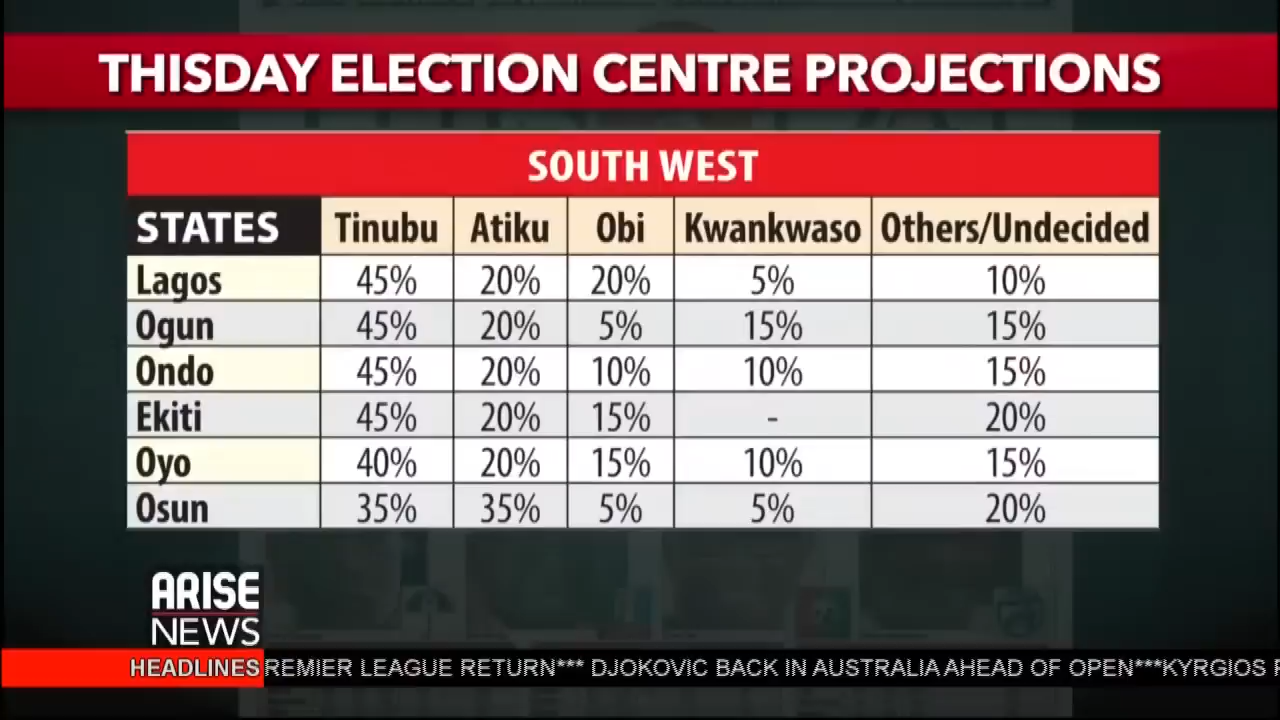 THISDAY ELECTION CENTRE PROJECTIONS
SOUTH WEST
STATES Tinubu Atiku Obi Kwankwaso Others/Undecided
Lagos 45% 20% 20% 5% 10%
Ogun 45% 20% 5% 15% 15%
Ondo 45% 20% 10% 10% 15%
Ekiti 45% 20% 15% - 20%
Oyo 40% 20% 15% 10% 15%
Osun 35% 35% 5% 5% 20%
ARISE
NEWS
HEADLINES REMIER LEAGUE RETURN*** DJOKOVIC BACK IN AUSTRALIA AHEAD OF OPEN***KYRGIOS